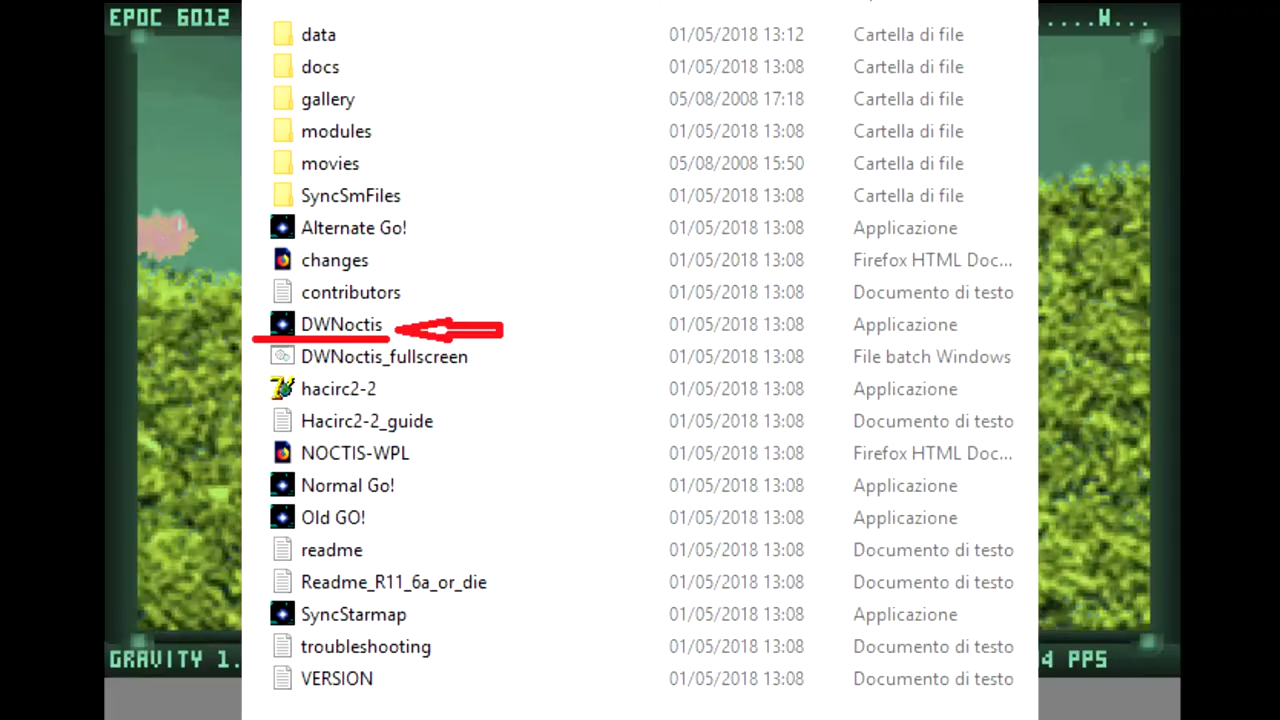 EPOC 6012
....W...
data 01/05/2018 13:12 Cartella di file
docs 01/05/2018 13:08 Cartella di file
gallery 05/08/2008 17:18 Cartella di file
modules 01/05/2018 13:08 Cartella di file
movies 05/08/2008 15:50 Cartella di file
SyncSmFiles 01/05/2018 13:08 Cartella di file
Alternate Go! 01/05/2018 13:08 Applicazione
changes 01/05/2018 13:08 Firefox HTML Doc...
contributors 01/05/2018 13:08 Documento di testo
DWNoctis 01/05/2018 13:08 Applicazione
DWNoctis_fullscreen 01/05/2018 13:08 File batch Windows
hacirc2-2 01/05/2018 13:08 Applicazione
Hacirc2-2_guide 01/05/2018 13:08 Documento di testo
NOCTIS-WPL 01/05/2018 13:08 Firefox HTML Doc...
Normal Go! 01/05/2018 13:08 Applicazione
Old GO! 01/05/2018 13:08 Applicazione
readme 01/05/2018 13:08 Documento di testo
Readme_R11_6a_or_die 01/05/2018 13:08 Documento di testo
SyncStarmap 01/05/2018 13:08 Applicazione
troubleshooting 01/05/2018 13:08 Documento di testo
VERSION 01/05/2018 13:08 Documento di testo
GRAVITY 1.
4 PPS